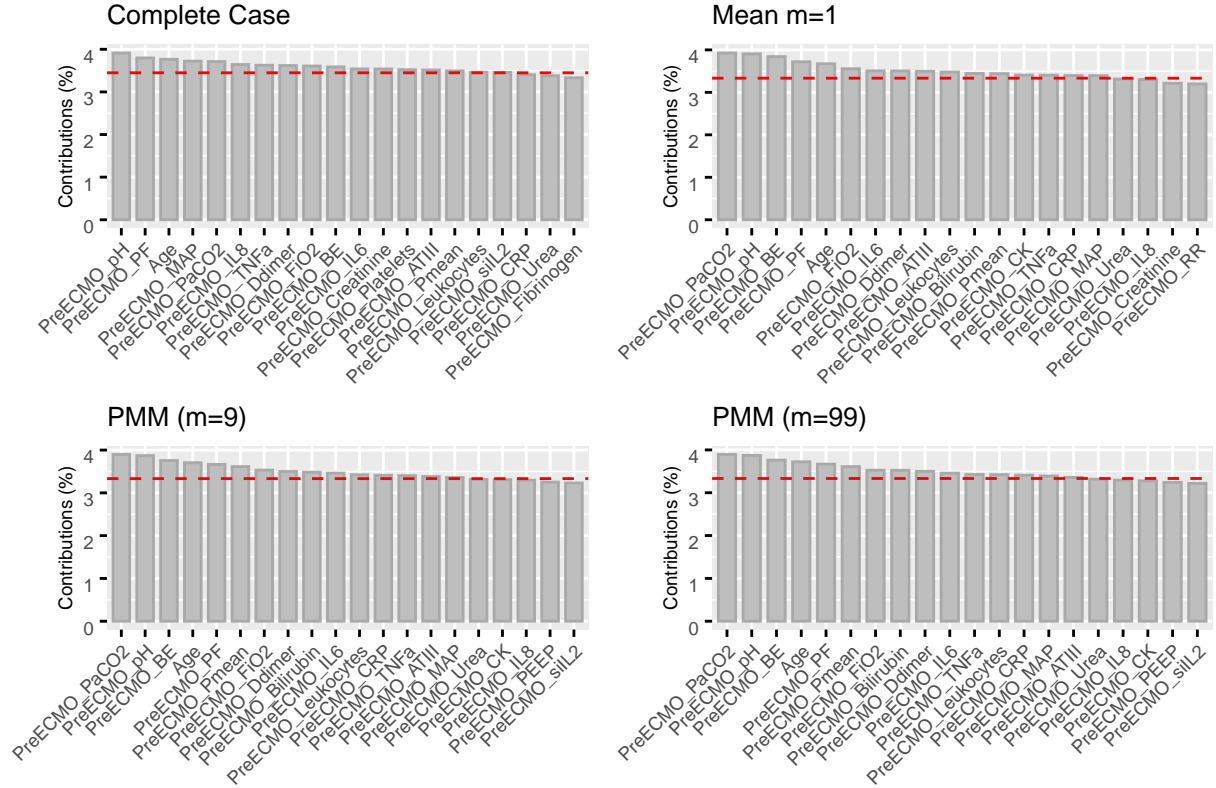 Complete Case
Contributions (%)
4
3
2
1
0
PreECMO_pH
PreECMO_PF
Age
PreECMO_MAP
PreECMO_PaCO2
PreECMO_IL8
PreECMO_TNFa
PreECMO_Ddimer
PreECMO_FiO2
PreECMO_BE
PreECMO_IL6
PreECMO_Creatinine
PreECMO_Platelets
PreECMO_ATIII
PreECMO_Pmean
PreECMO_Leukocytes
PreECMO_siIL2
PreECMO_CRP
PreECMO_Urea
PreECMO_Fibrinogen
Mean m=1
Contributions (%)
4
3
2
1
0
PreECMO_PaCO2
PreECMO_pH
PreECMO_BE
PreECMO_PF
Age
PreECMO_FiO2
PreECMO_IL6
PreECMO_Ddimer
PreECMO_ATIII
PreECMO_Leukocytes
PreECMO_Bilirubin
PreECMO_Pmean
PreECMO_CK
PreECMO_TNFa
PreECMO_CRP
PreECMO_MAP
PreECMO_Urea
PreECMO_IL8
PreECMO_Creatinine
PreECMO_RR
PMM (m=9)
Contributions (%)
4
3
2
1
0
PreECMO_PaCO2
PreECMO_pH
PreECMO_BE
Age
PreECMO_PF
PreECMO_Pmean
PreECMO_FiO2
PreECMO_Ddimer
PreECMO_Bilirubin
PreECMO_IL6
PreECMO_Leukocytes
PreECMO_CRP
PreECMO_TNFa
PreECMO_ATIII
PreECMO_MAP
PreECMO_Urea
PreECMO_CK
PreECMO_IL8
PreECMO_PEEP
PreECMO_siIL2
PMM (m=99)
Contributions (%)
4
3
2
1
0
PreECMO_PaCO2
PreECMO_pH
PreECMO_BE
Age
PreECMO_PF
PreECMO_Pmean
PreECMO_FiO2
PreECMO_Bilirubin
PreECMO_Ddimer
PreECMO_IL6
PreECMO_TNFa
PreECMO_Leukocytes
PreECMO_CRP
PreECMO_MAP
PreECMO_ATIII
PreECMO_Urea
PreECMO_IL8
PreECMO_CK
PreECMO_PEEP
PreECMO_siIL2